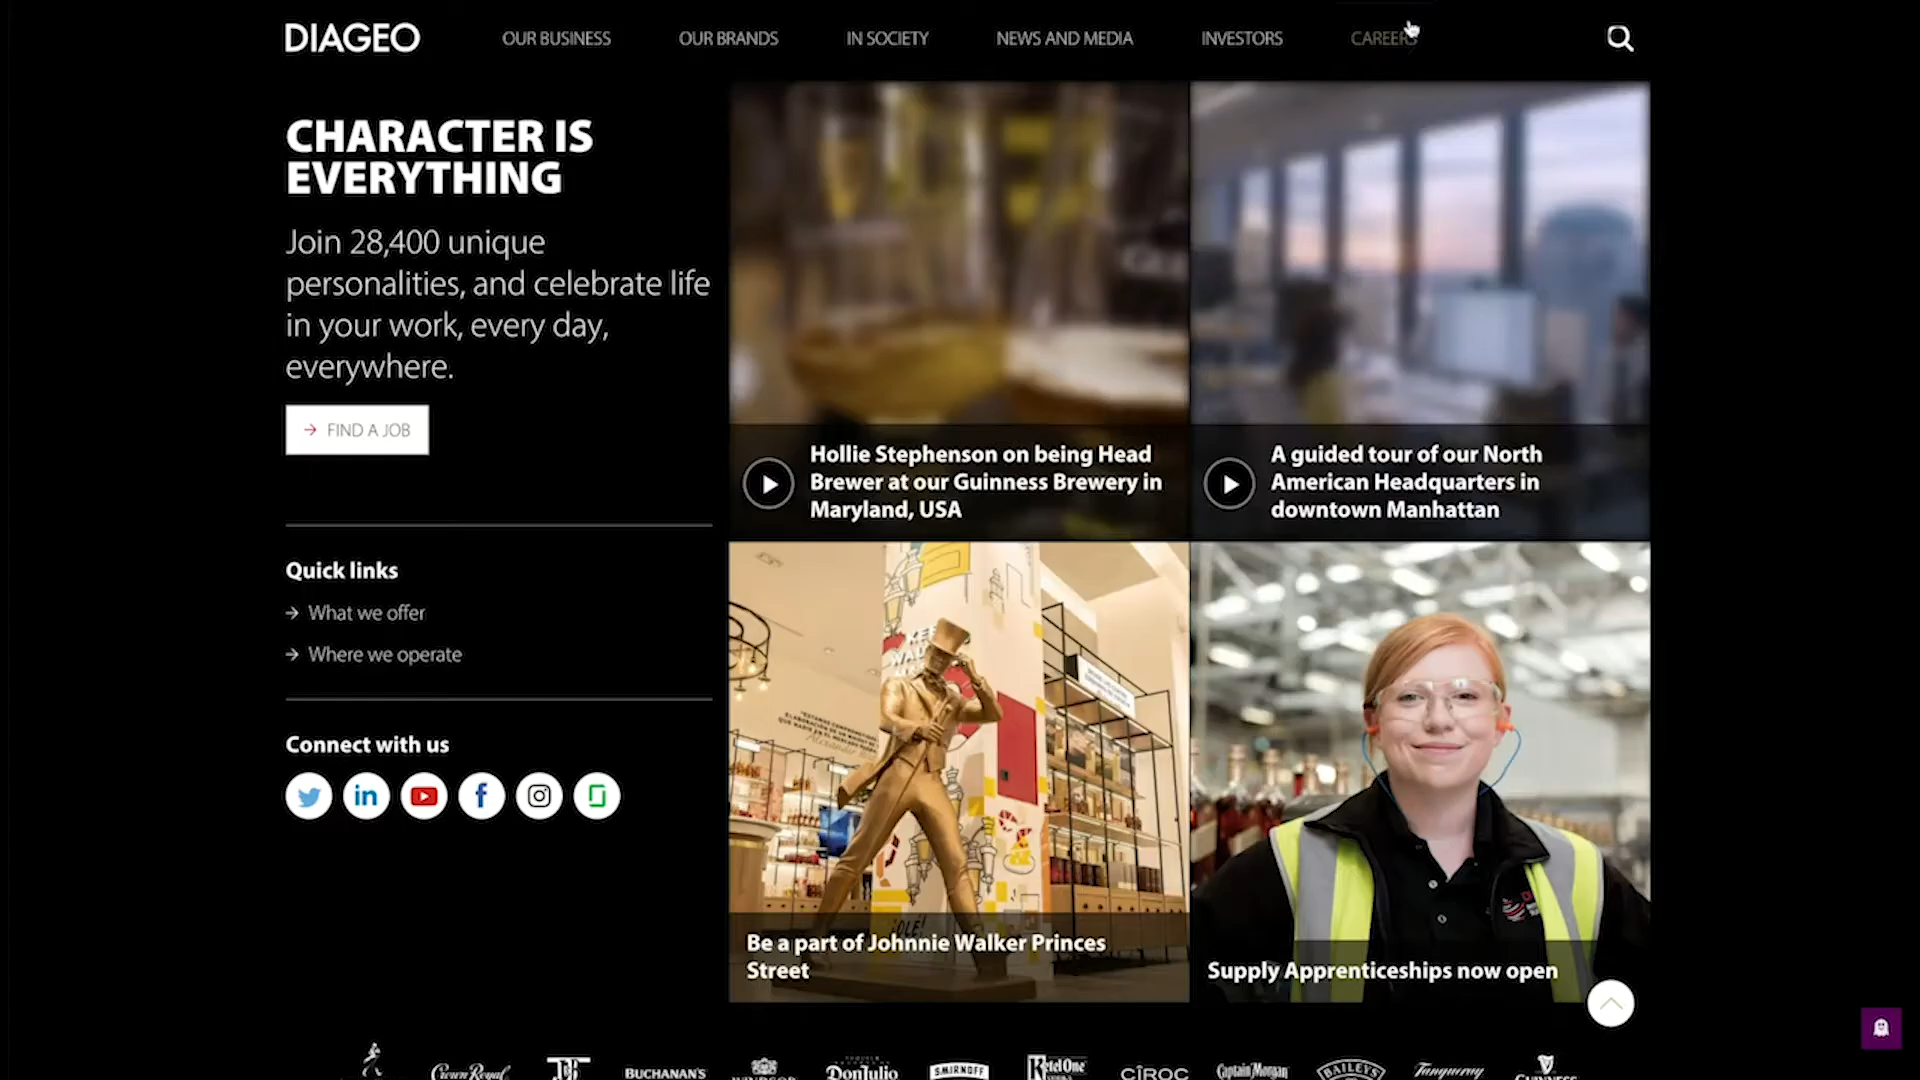 DIAGEO
OUR BUSINESS
OUR BRANDS
IN SOCIETY
NEWS AND MEDIA
INVESTORS
CAREERS
CHARACTER IS
EVERYTHING
Join 28,400 unique
personalities, and celebrate life
in your work, every day,
everywhere.
FIND A JOB
Quick links
What we offer
Where we operate
Connect with us
Hollie Stephenson on being Head
Brewer at our Guinness Brewery in
Maryland, USA
A guided tour of our North
American Headquarters in
downtown Manhattan
KEEP
WALK
¡OLÉ!
Be a part of Johnnie Walker Princes
Street
Supply Apprenticeships now open
Crown Royal
J&B
BUCHANAN'S
WINDSOR
DonJulio
SMIRNOFF
Ketel One
CÎROC
Captain Morgan
BAILEYS
Tanqueray
GUINNESS